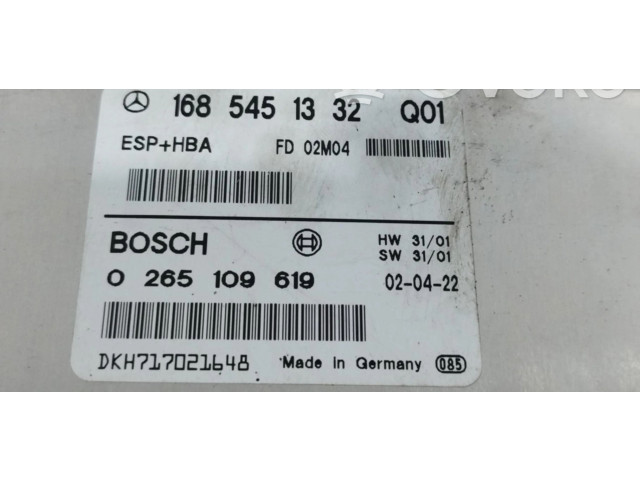 168 545 13 32 Q01
ESP+HBA FD 02M04
BOSCH HW 31/01
SW 31/01
0 265 109 619 02-04-22
DKH717021648 Made in Germany 085